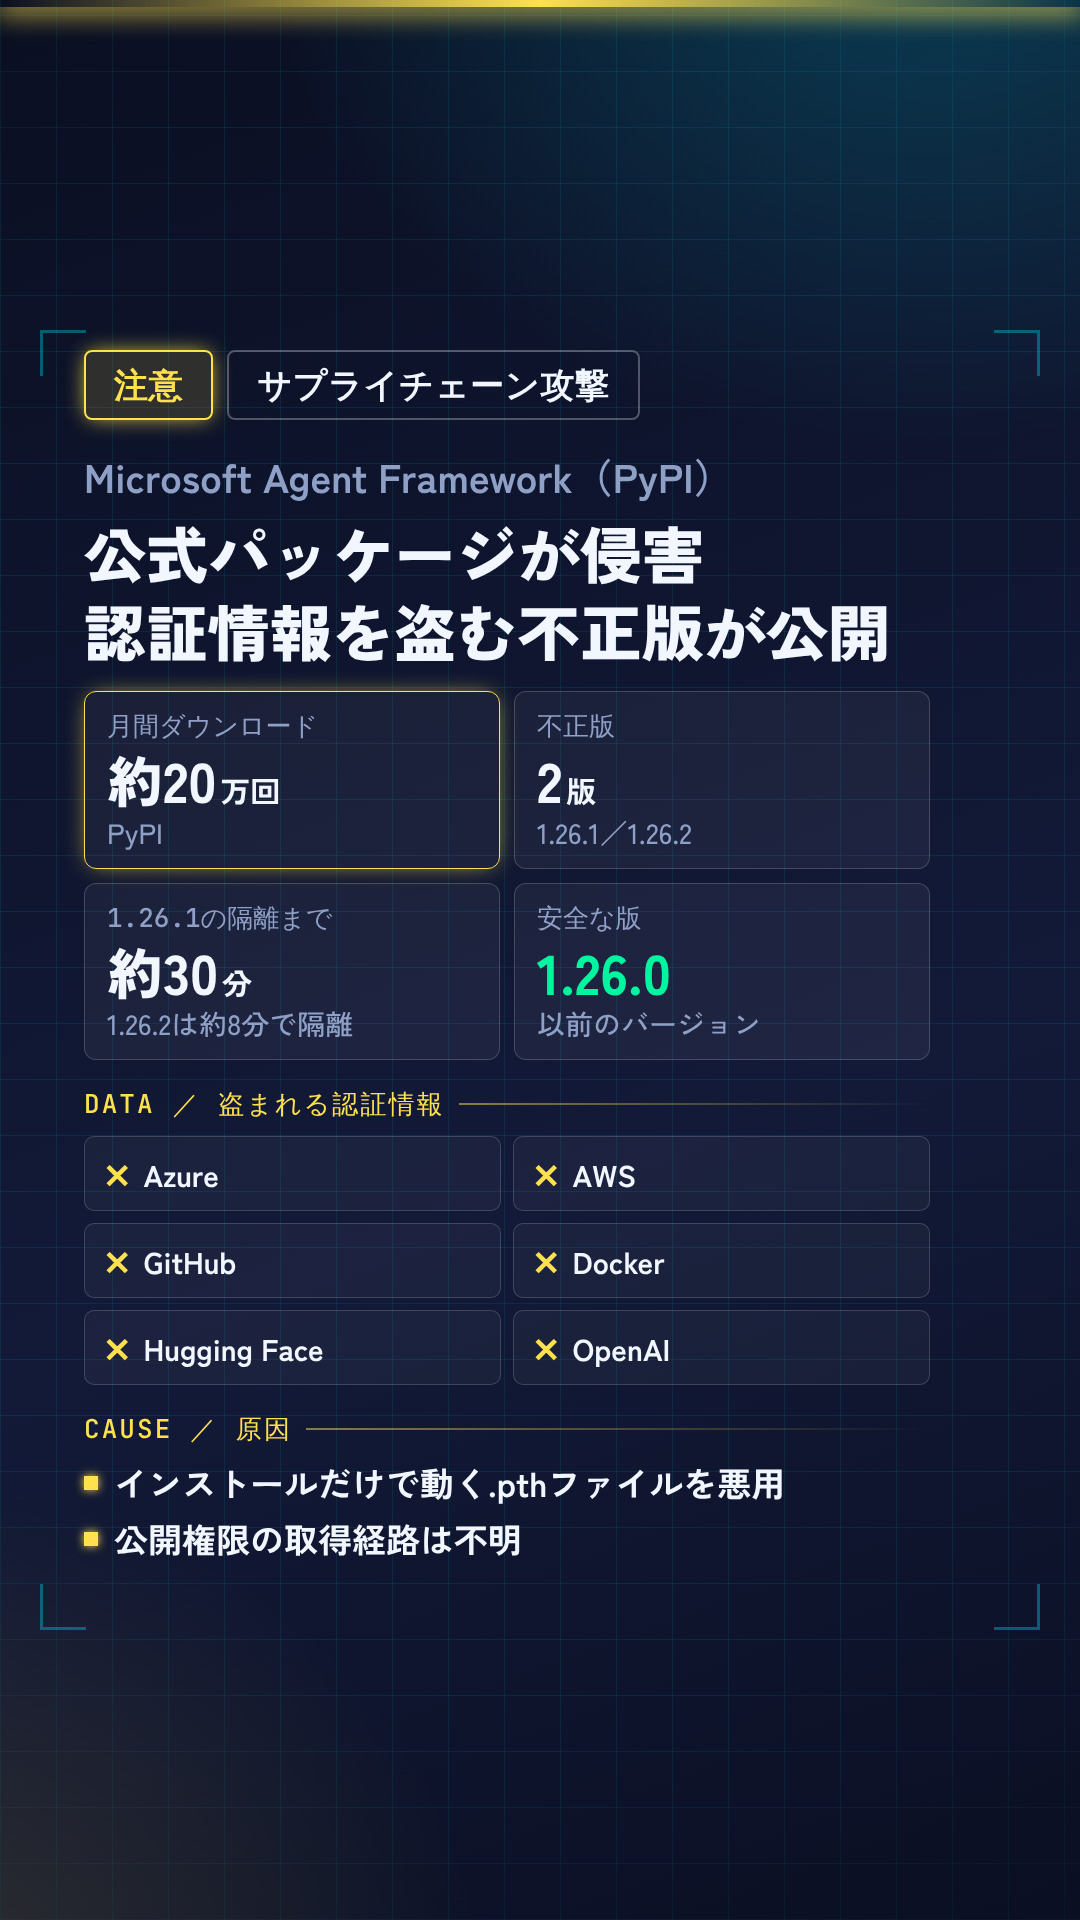 注意
サプライチェーン攻撃
Microsoft Agent Framework（PyPI）
公式パッケージが侵害
認証情報を盗む不正版が公開
月間ダウンロード
約20万回
PyPI
不正版
2版
1.26.1／1.26.2
1.26.1の隔離まで
約30分
1.26.2は約8分で隔離
安全な版
1.26.0
以前のバージョン
DATA ／ 盗まれる認証情報
✕ Azure
✕ AWS
✕ GitHub
✕ Docker
✕ Hugging Face
✕ OpenAI
CAUSE ／ 原因
インストールだけで動く.pthファイルを悪用
公開権限の取得経路は不明